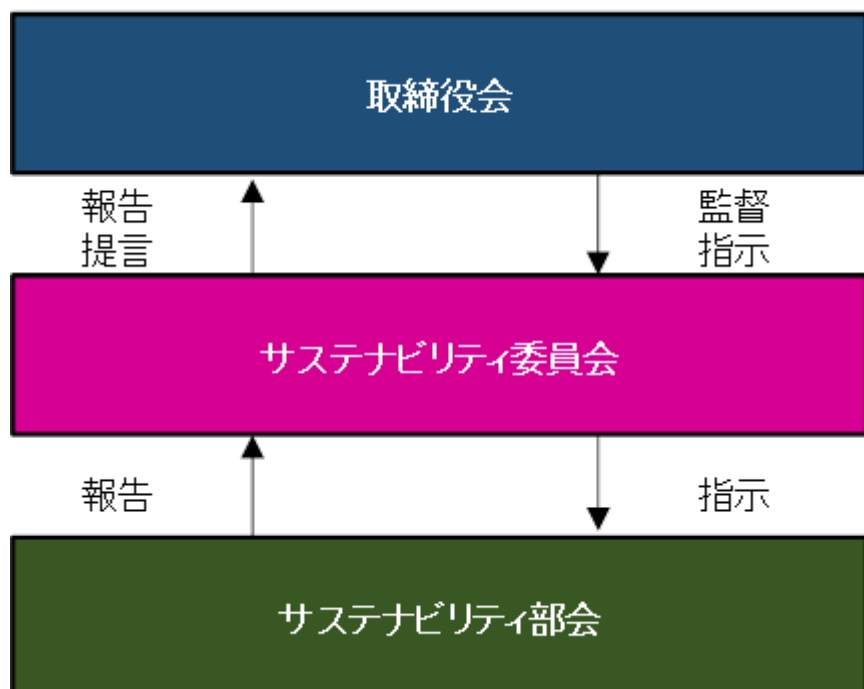 取締役会
報告
提言
監督
指示
サステナビリティ委員会
報告
指示
サステナビリティ部会